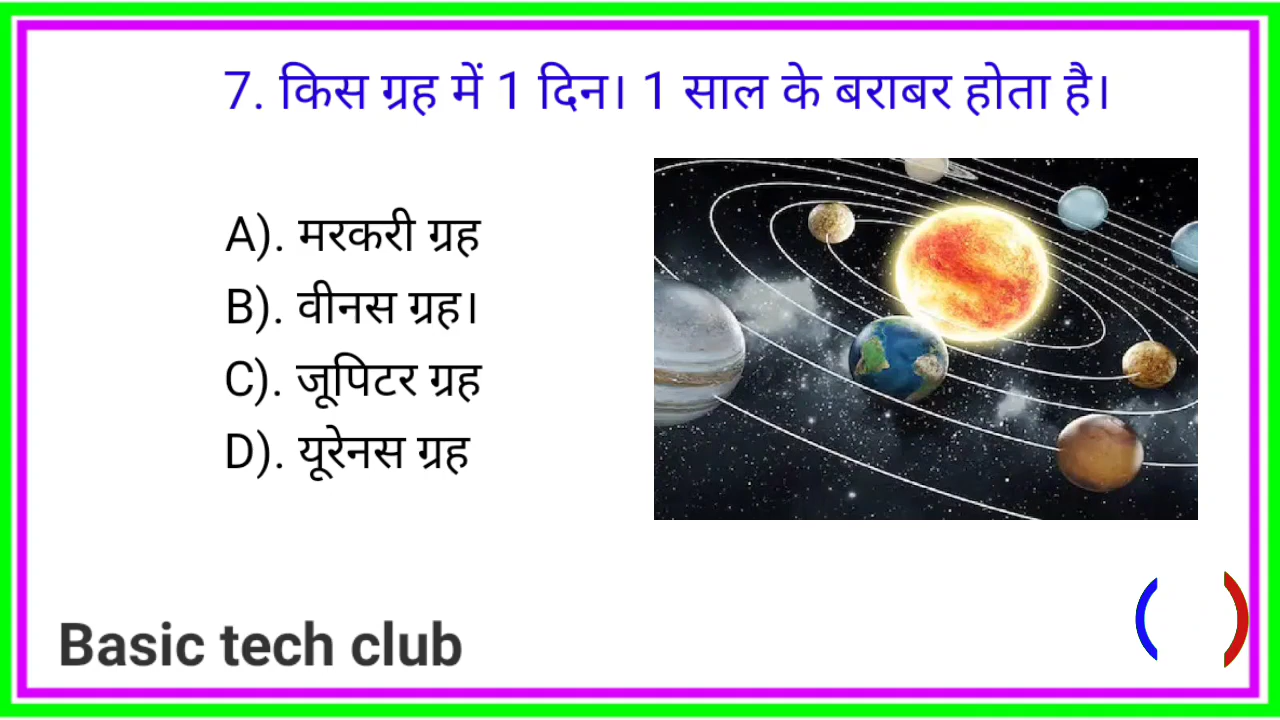 7. किस ग्रह में 1 दिन। 1 साल के बराबर होता है।
A). मरकरी ग्रह
B). वीनस ग्रह।
C). जूपिटर ग्रह
D). यूरेनस ग्रह
Basic tech club